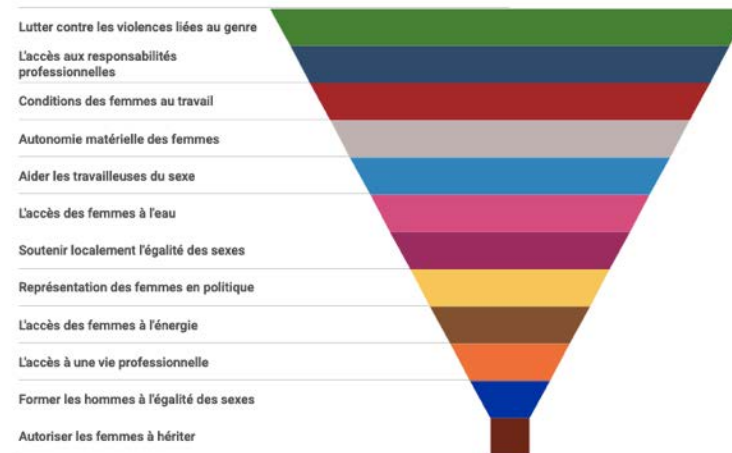 Lutter contre les violences liées au genre
L'accès aux responsabilités
professionnelles
Conditions des femmes au travail
Autonomie matérielle des femmes
Aider les travailleuses du sexe
L'accès des femmes à l'eau
Soutenir localement l'égalité des sexes
Représentation des femmes en politique
L'accès des femmes à l'énergie
L'accès à une vie professionnelle
Former les hommes à l'égalité des sexes
Autoriser les femmes à hériter